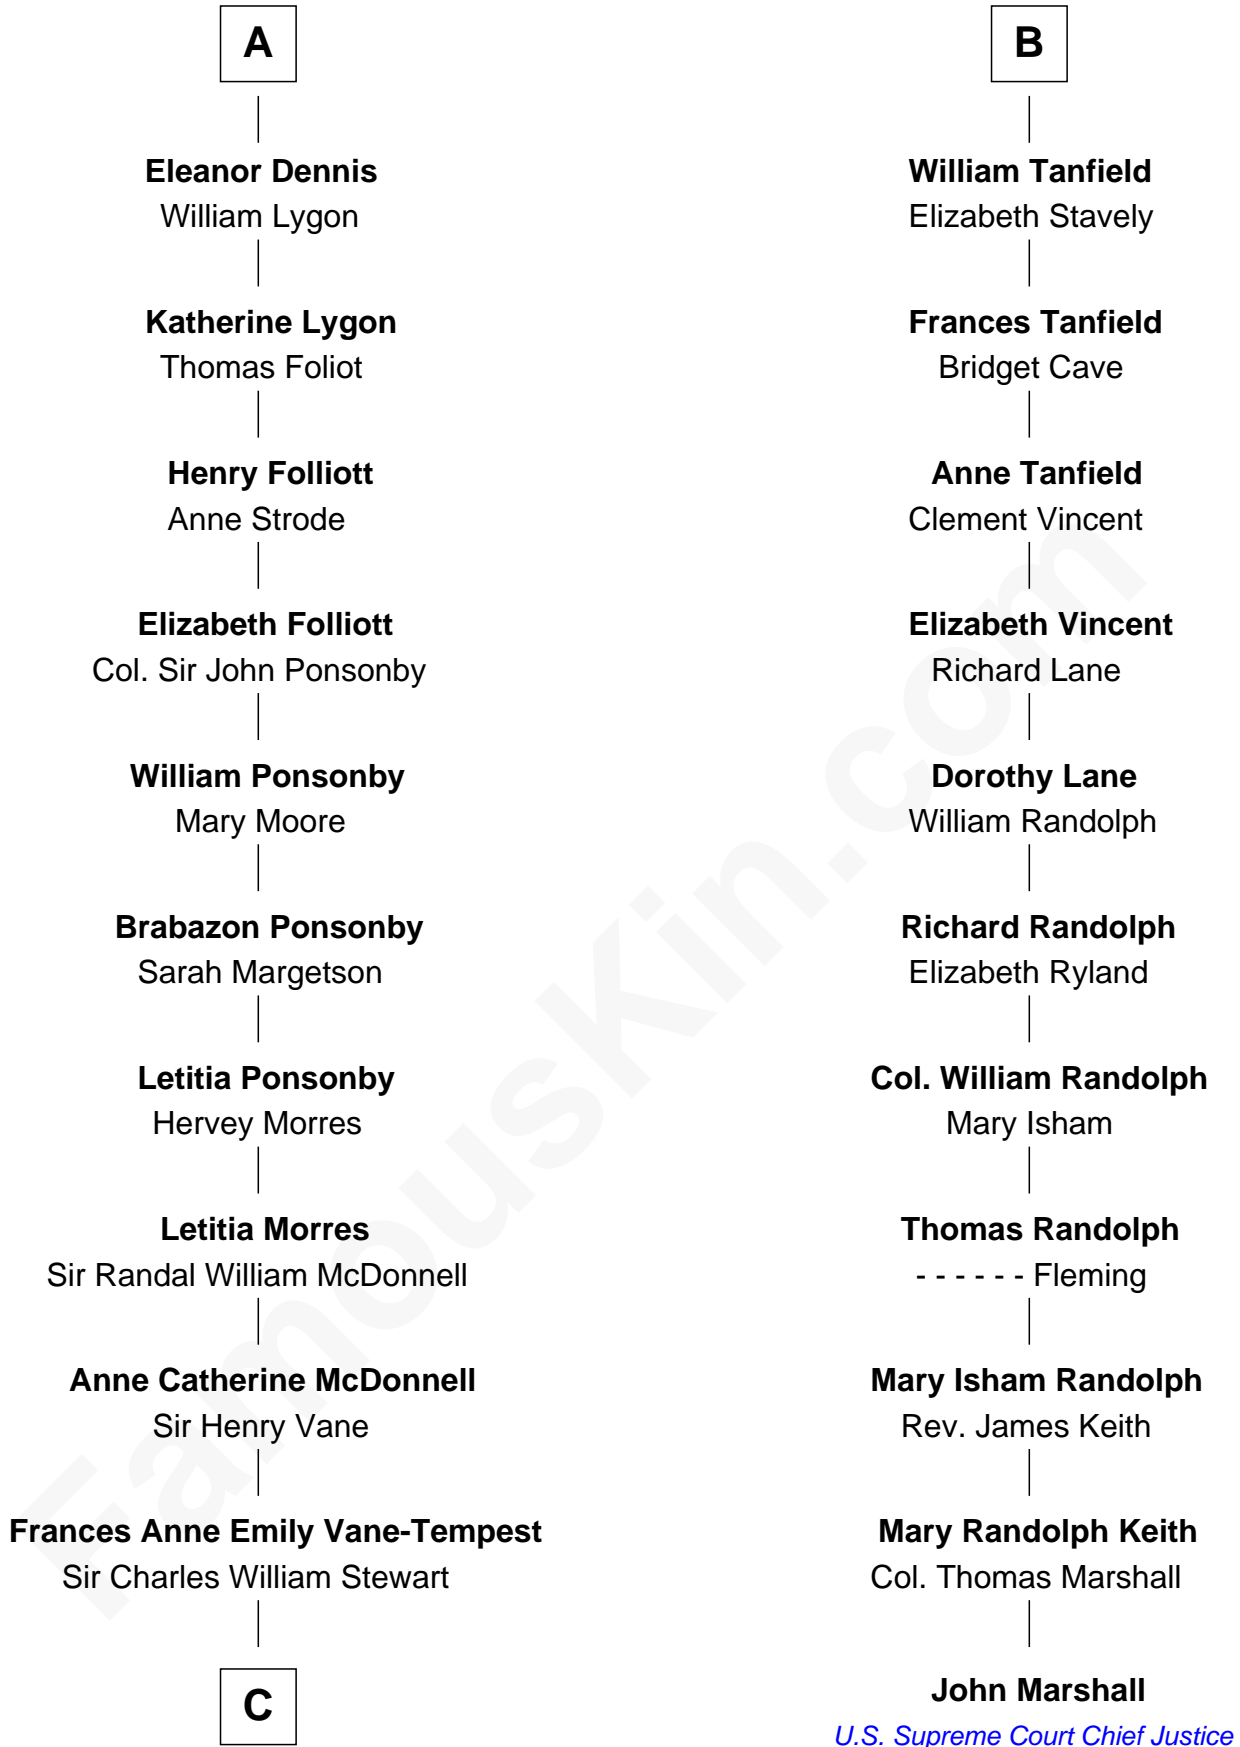 A
Eleanor Dennis
William Lygon
Katherine Lygon
Thomas Foliot
Henry Folliott
Anne Strode
Elizabeth Folliott
Col. Sir John Ponsonby
William Ponsonby
Mary Moore
Brabazon Ponsonby
Sarah Margetson
Letitia Ponsonby
Hervey Morres
Letitia Morres
Sir Randal William McDonnell
Anne Catherine McDonnell
Sir Henry Vane
Frances Anne Emily Vane-Tempest
Sir Charles William Stewart
C
B
William Tanfield
Elizabeth Stavely
Frances Tanfield
Bridget Cave
Anne Tanfield
Clement Vincent
Elizabeth Vincent
Richard Lane
Dorothy Lane
William Randolph
Richard Randolph
Elizabeth Ryland
Col. William Randolph
Mary Isham
Thomas Randolph
- - - - - - Fleming
Mary Isham Randolph
Rev. James Keith
Mary Randolph Keith
Col. Thomas Marshall
John Marshall
U.S. Supreme Court Chief Justice
FamousKin.com